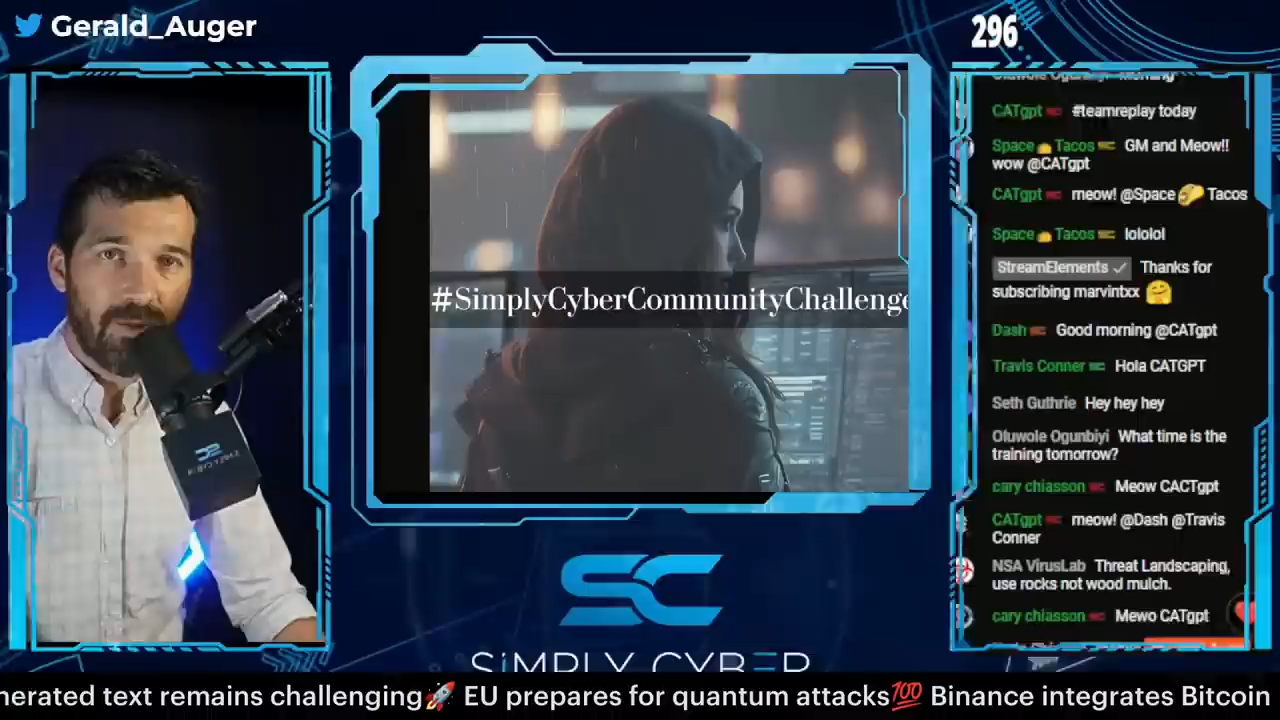 Gerald_Auger
296
#SimplyCyberCommunityChallenge
CATgpt #teamreplay today
Space Tacos GM and Meow!!
wow @CATgpt
CATgpt meow! @Space 🌮 Tacos
Space Tacos lololol
StreamElements ✓ Thanks for
subscribing marvintxx 🤗
Dash Good morning @CATgpt
Travis Conner Hola CATGPT
Seth Guthrie Hey hey hey
Oluwole Ogunbiyi What time is the
training tomorrow?
cary chiasson Meow CACTgpt
CATgpt meow! @Dash @Travis
Conner
NSA VirusLab Threat Landscaping,
use rocks not wood mulch.
cary chiasson Mewo CATgpt
SC
SiMPLY CYBER
nerated text remains challenging🚀 EU prepares for quantum attacks💯 Binance integrates Bitcoin